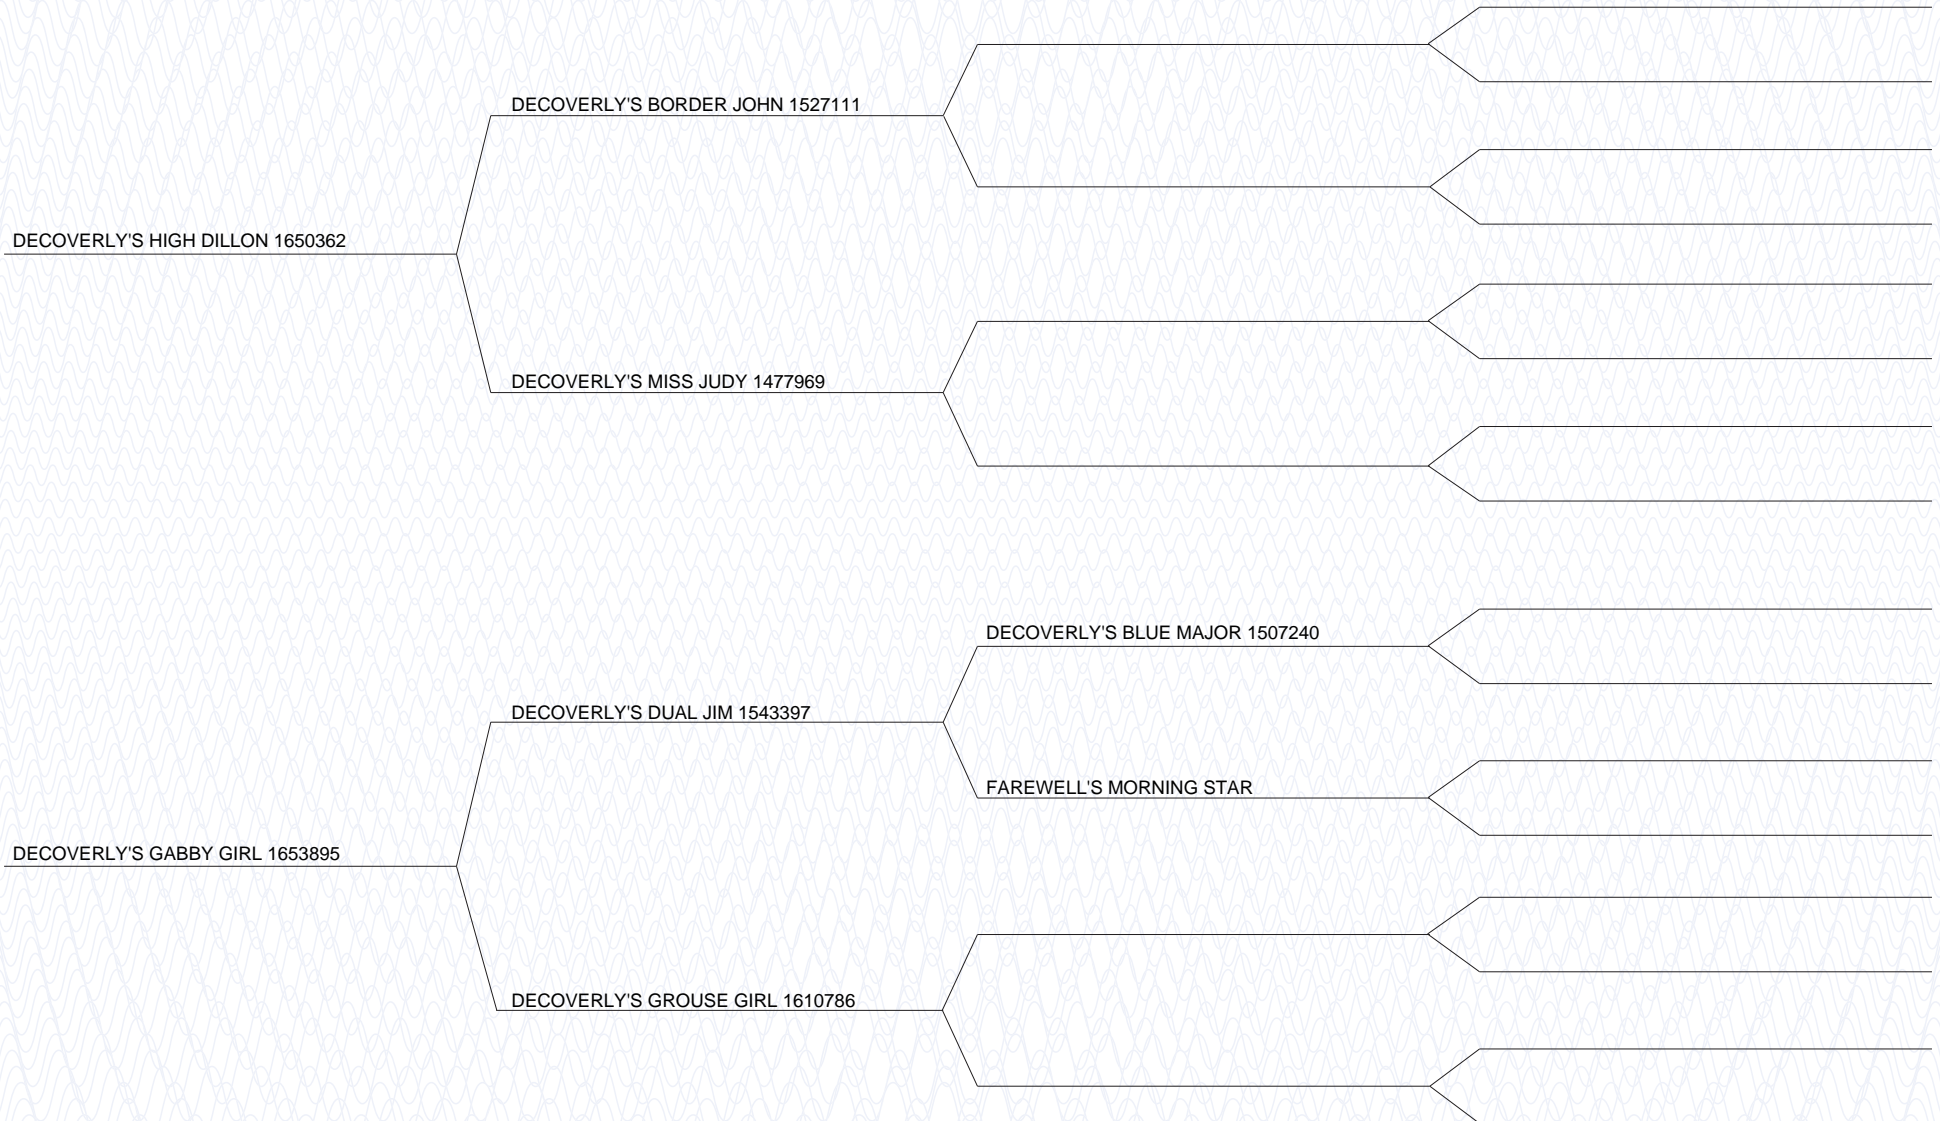 DECOVERLY'S BORDER JOHN 1527111
DECOVERLY'S HIGH DILLON 1650362
DECOVERLY'S MISS JUDY 1477969
DECOVERLY'S BLUE MAJOR 1507240
DECOVERLY'S DUAL JIM 1543397
FAREWELL'S MORNING STAR
DECOVERLY'S GABBY GIRL 1653895
DECOVERLY'S GROUSE GIRL 1610786